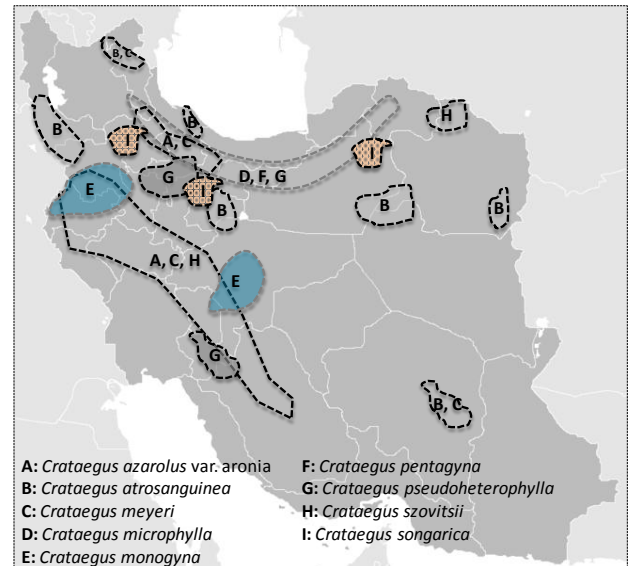 B, C
B
B
H
I
A, C
I
E
G
I
D, F, G
B
B
B
A, C, H
E
G
B, C
A: Crataegus azarolus var. aronia
B: Crataegus atrosanguinea
C: Crataegus meyeri
D: Crataegus microphylla
E: Crataegus monogyna
F: Crataegus pentagyna
G: Crataegus pseudoheterophylla
H: Crataegus szovitsii
I: Crataegus songarica